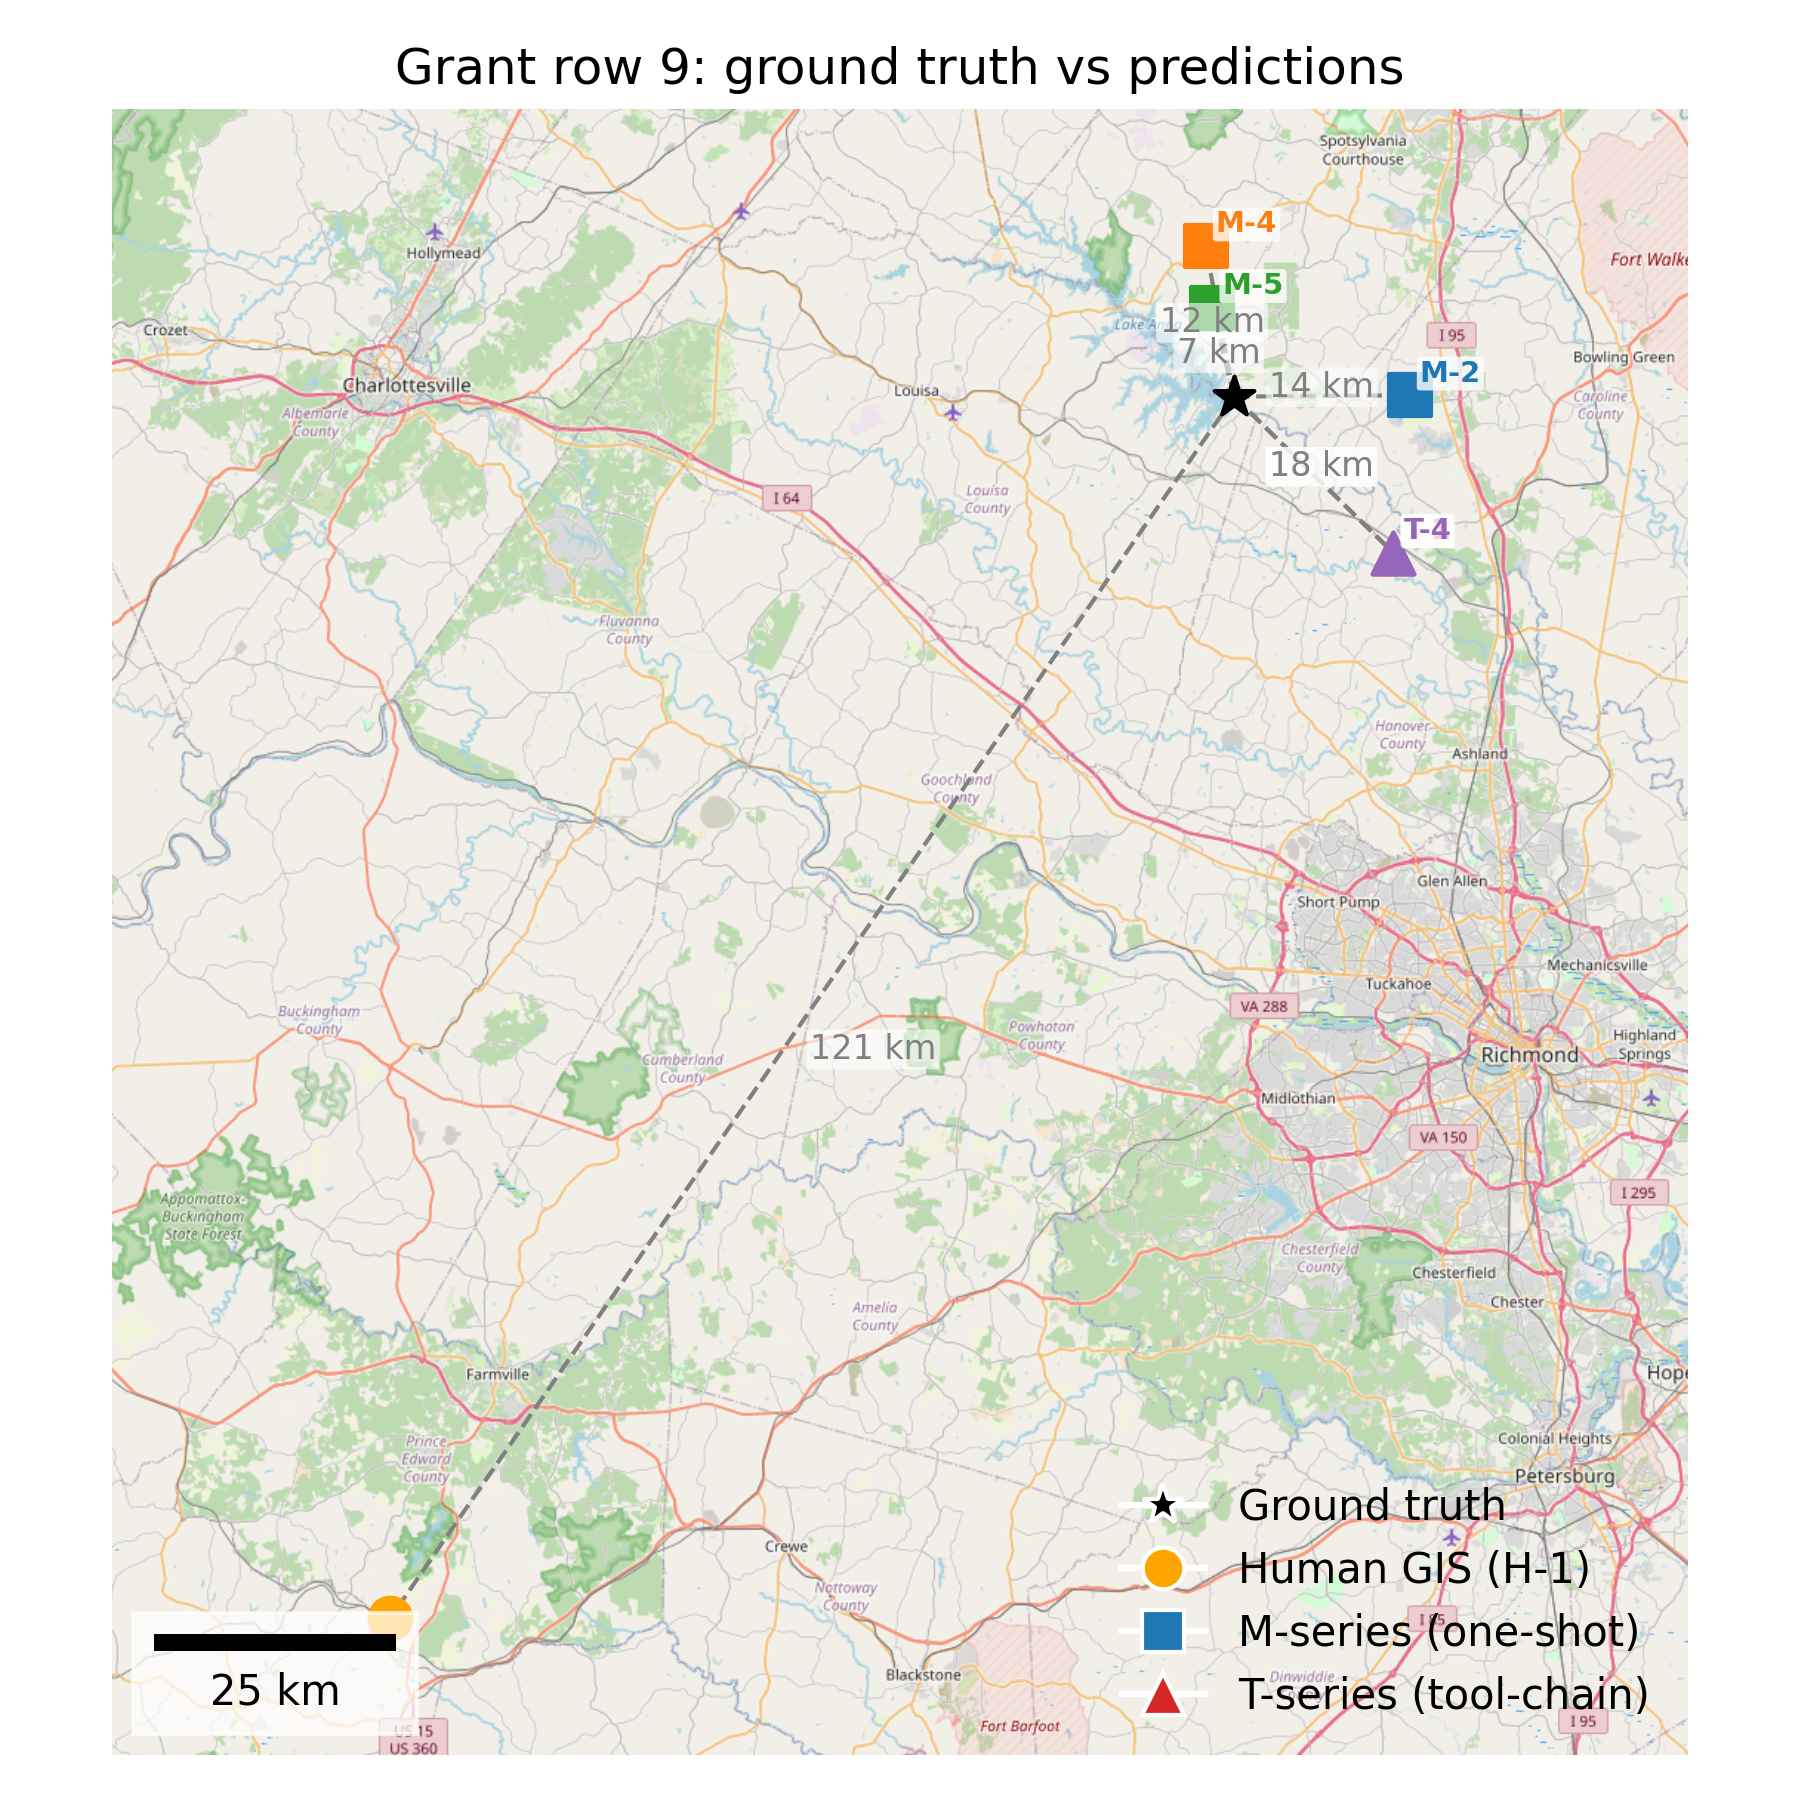 Grant row 9: ground truth vs predictions
Spotsylvania
Courthouse
M-4
Hollymead
Fort Walke
M-5
12 km
Crozet
I 95
7 km
Bowling Green
M-2
Charlottesville
Louisa
14 km
Albemarle
County
Caroline
County
18 km
I 64
Louisa
County
T-4
Fluvanna
County
Hanover
County
Ashland
Goochland
County
Glen Allen
Short Pump
Mechanicsville
Tuckahoe
VA 288
Buckingham
County
Powhatan
County
121 km
Cumberland
County
Highland
Springs
Richmond
Midlothian
VA 150
Appomattox-
Buckingham
State Forest
I 295
Chesterfield
County
Chesterfield
Chester
Amelia
County
Farmville
Hope
Prince
Edward
County
Colonial Heights
Petersburg
Ground truth
Crewe
Human GIS (H-1)
Nottoway
County
M-series (one-shot)
Blackstone
25 km
Dinwiddie
T-series (tool-chain)
Fort Barfoot
I 95
US 15
US 360